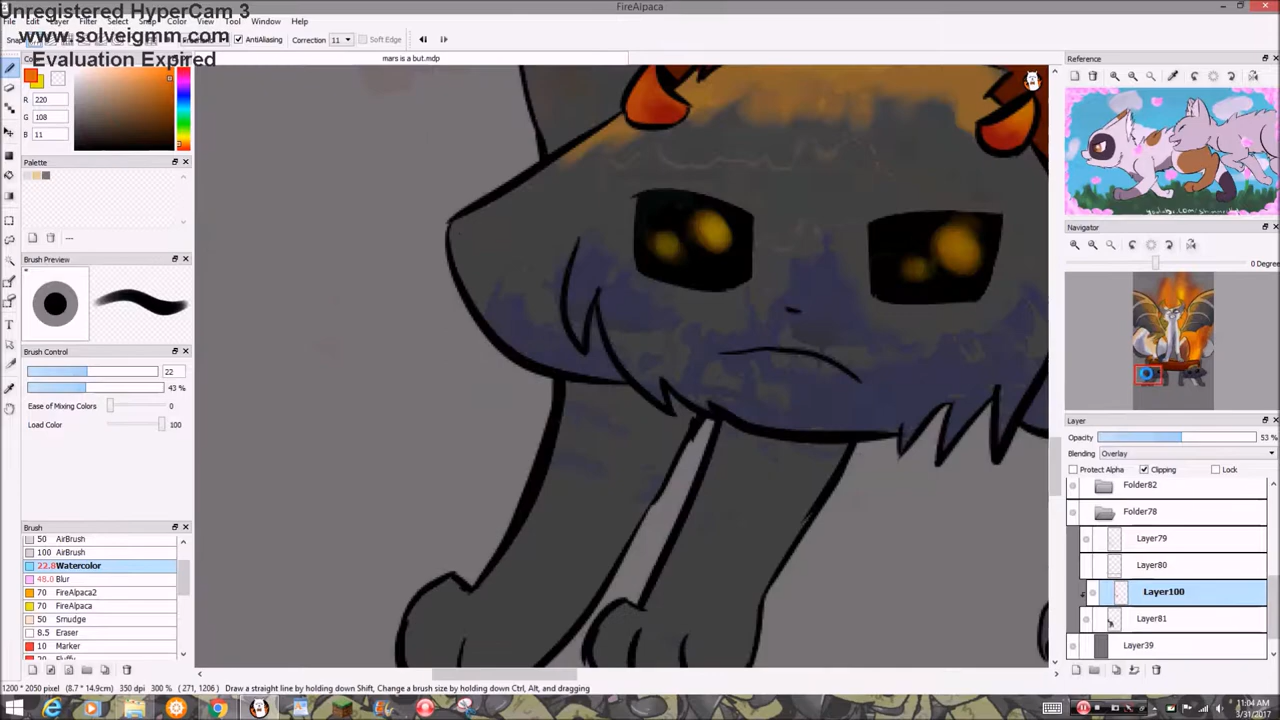 Unregistered HyperCam 3
FireAlpaca
File Edit Layer Filter Select Snap Color View Tool Window Help
www.solveigmm.com
Snap
AntiAliasing Correction 11 Soft Edge
Evaluation Expired
mars is a but.mdp
Reference
R 220
G 108
B 11
Palette
---
Navigator
0 Degree
Brush Preview
*
Brush Control
22
43 %
Ease of Mixing Colors 0
Load Color 100
Layer
Opacity 53 %
Blending Overlay
Protect Alpha Clipping Lock
Folder82
Folder78
Layer79
Layer80
Layer100
Layer81
Layer39
Brush
50 AirBrush
100 AirBrush
22.8 Watercolor
48.0 Blur
70 FireAlpaca2
70 FireAlpaca
50 Smudge
8.5 Eraser
10 Marker
20 Fluffy
1200 * 2050 pixel (8.7 * 14.9cm) 350 dpi 300 % ( 271, 1206 ) Draw a straight line by holding down Shift, Change a brush size by holding down Ctrl, Alt, and dragging
11:04 AM
3/31/2017